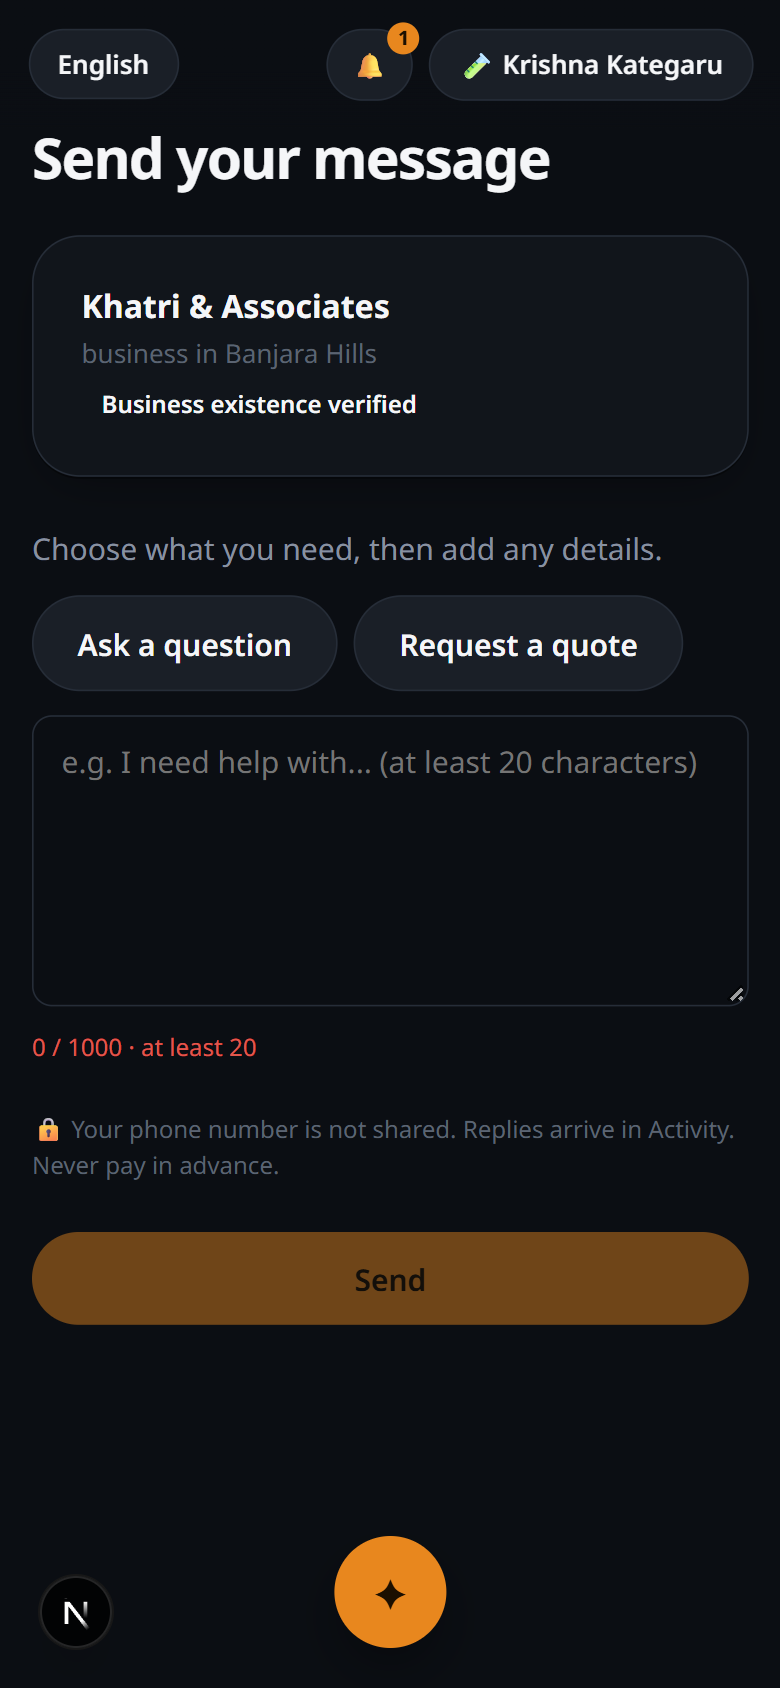 English
1
Krishna Kategaru
Send your message
Khatri & Associates
business in Banjara Hills
Business existence verified
Choose what you need, then add any details.
Ask a question
Request a quote
e.g. I need help with... (at least 20 characters)
0 / 1000 · at least 20
Your phone number is not shared. Replies arrive in Activity.
Never pay in advance.
Send
N